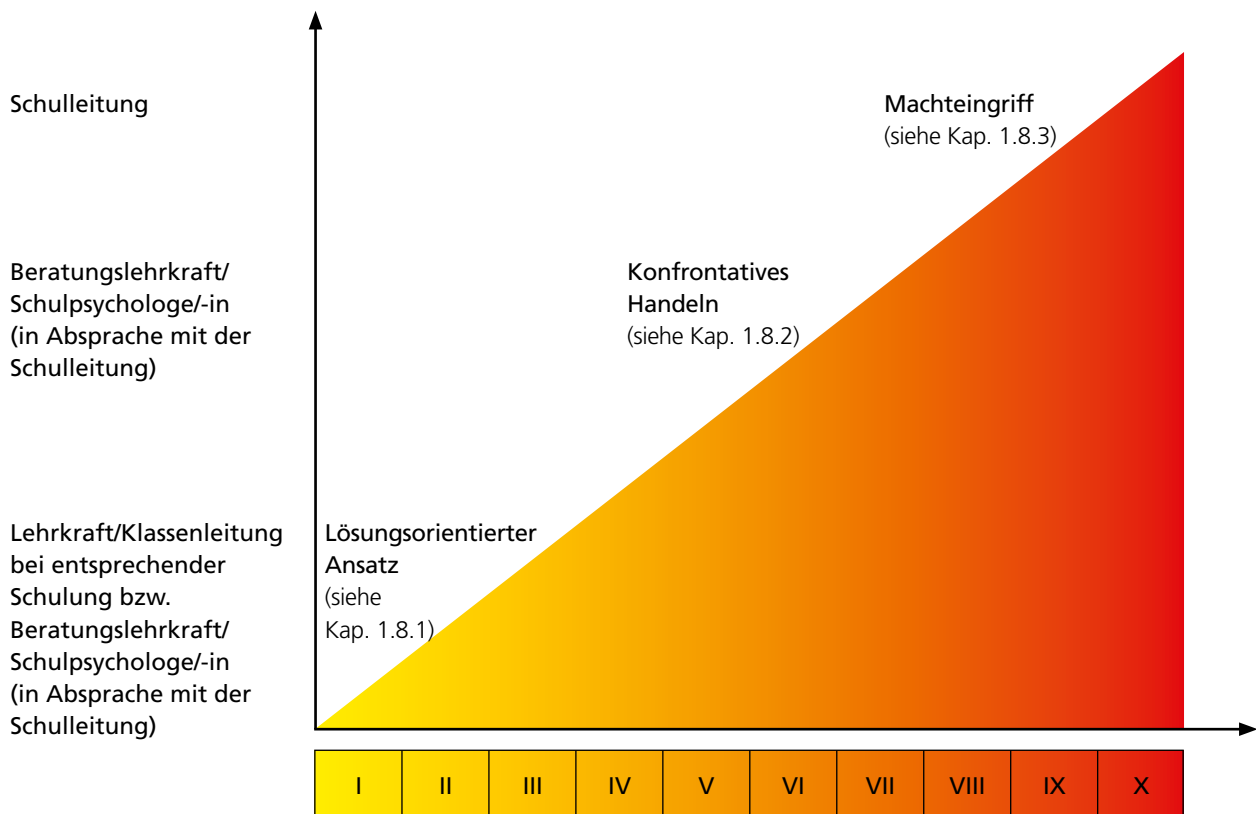 Schulleitung
Machteingriff
(siehe Kap. 1.8.3)
Beratungslehrkraft/
Schulpsychologe/-in
(in Absprache mit der
Schulleitung)
Konfrontatives
Handeln
(siehe Kap. 1.8.2)
Lehrkraft/Klassenleitung
bei entsprechender
Schulung bzw.
Beratungslehrkraft/
Schulpsychologe/-in
(in Absprache mit der
Schulleitung)
Lösungsorientierter
Ansatz
(siehe
Kap. 1.8.1)
I II III IV V VI VII VIII IX X